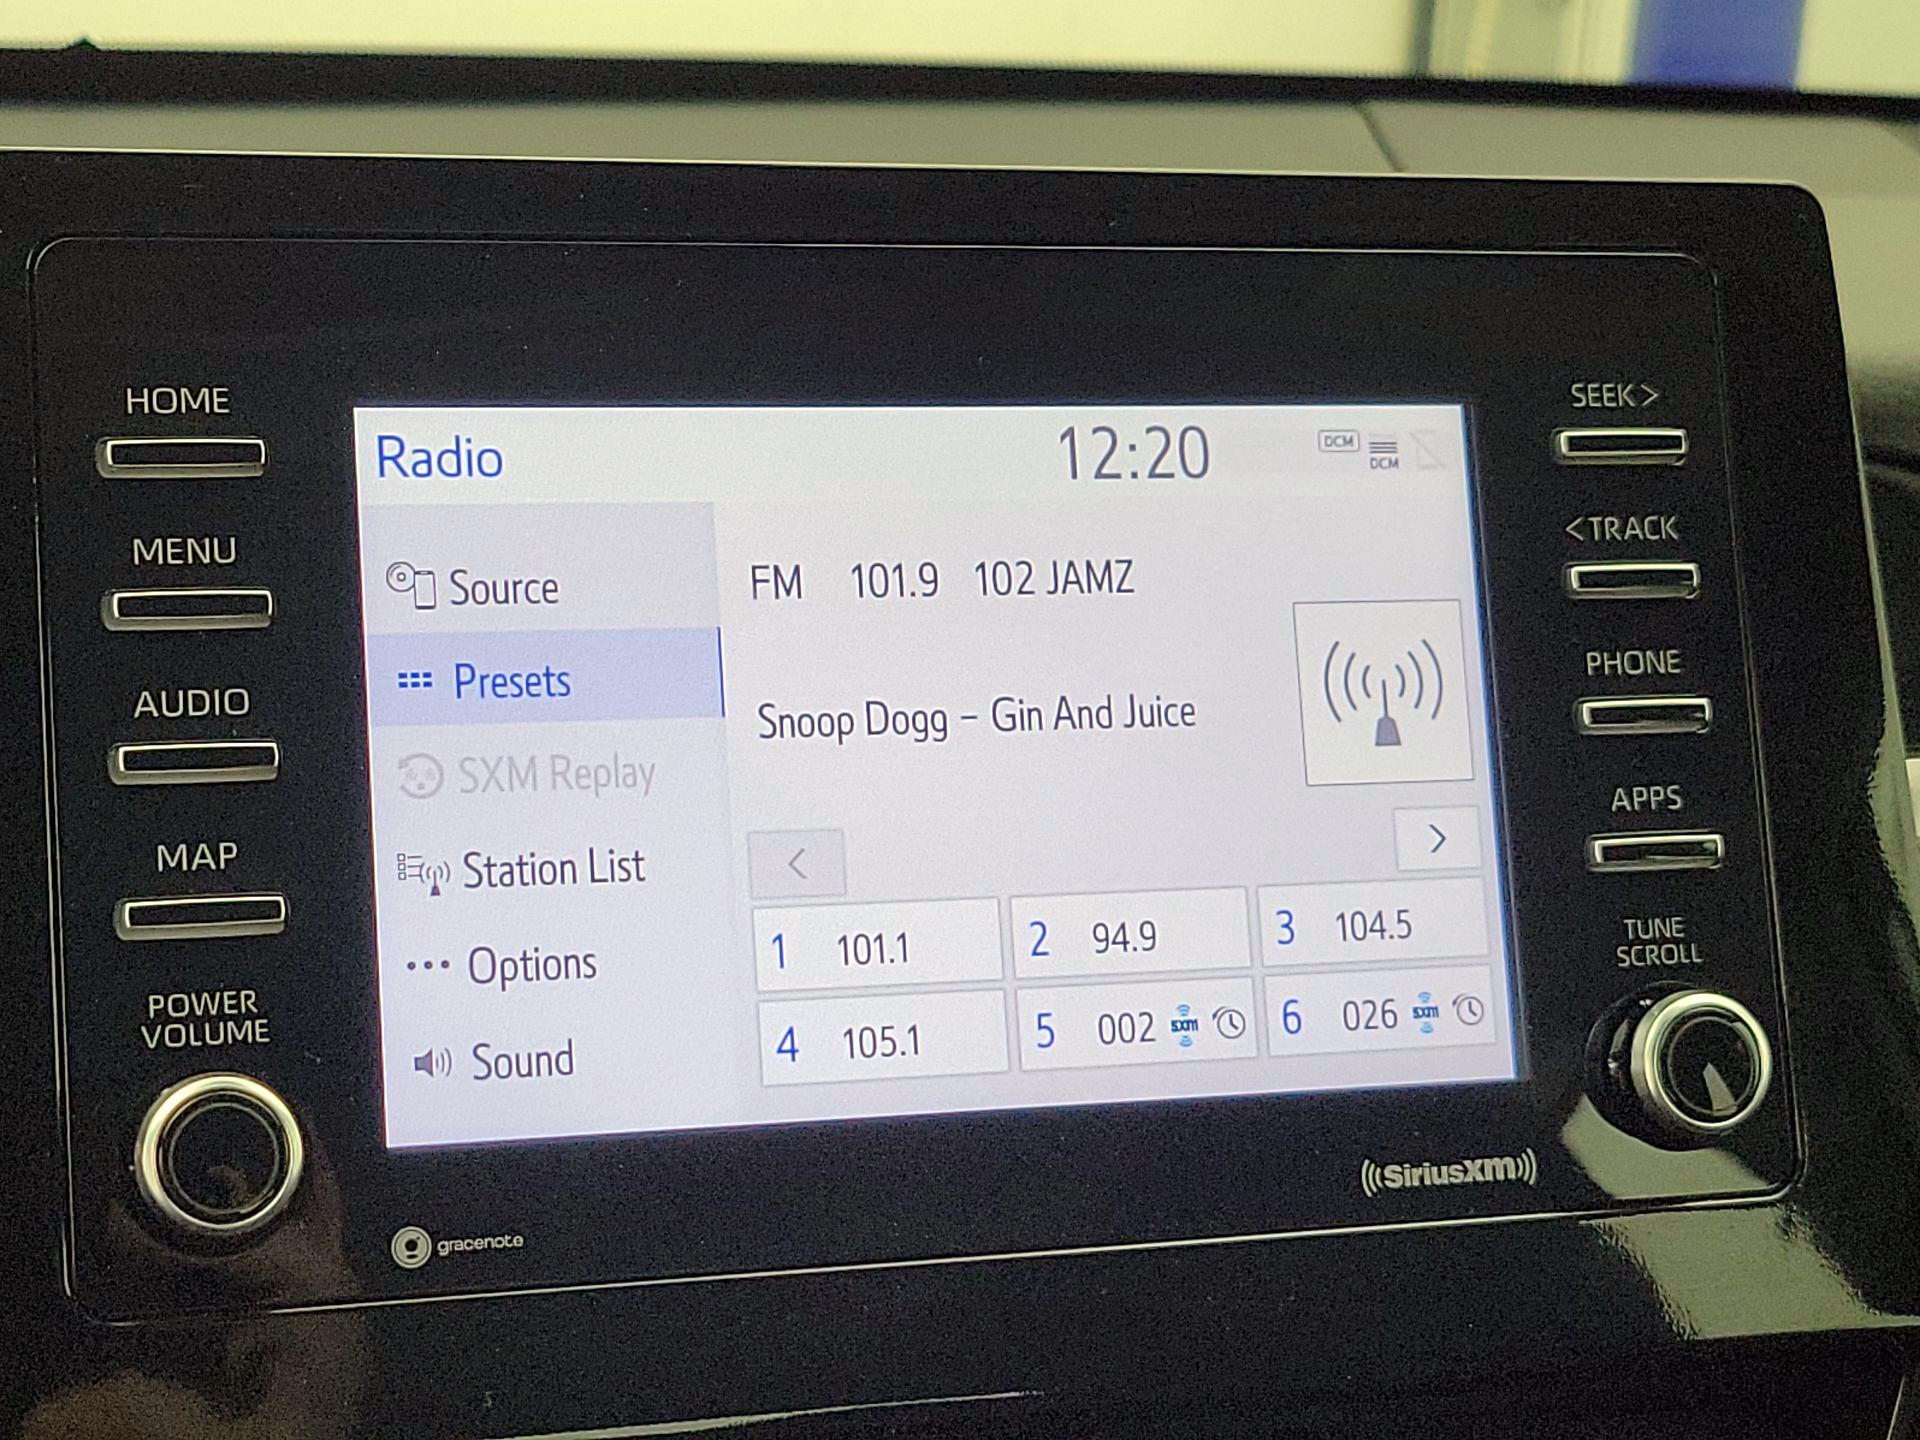 HOME
MENU
AUDIO
MAP
POWER
VOLUME
Radio
12:20
DCM
DCM
Source
Presets
SXM Replay
Station List
Options
Sound
FM 101.9 102 JAMZ
Snoop Dogg - Gin And Juice
< >
1 101.1
2 94.9
3 104.5
4 105.1
5 002 sxm
6 026 sxm
SEEK >
< TRACK
PHONE
APPS
TUNE
SCROLL
gracenote
((SiriusXM))